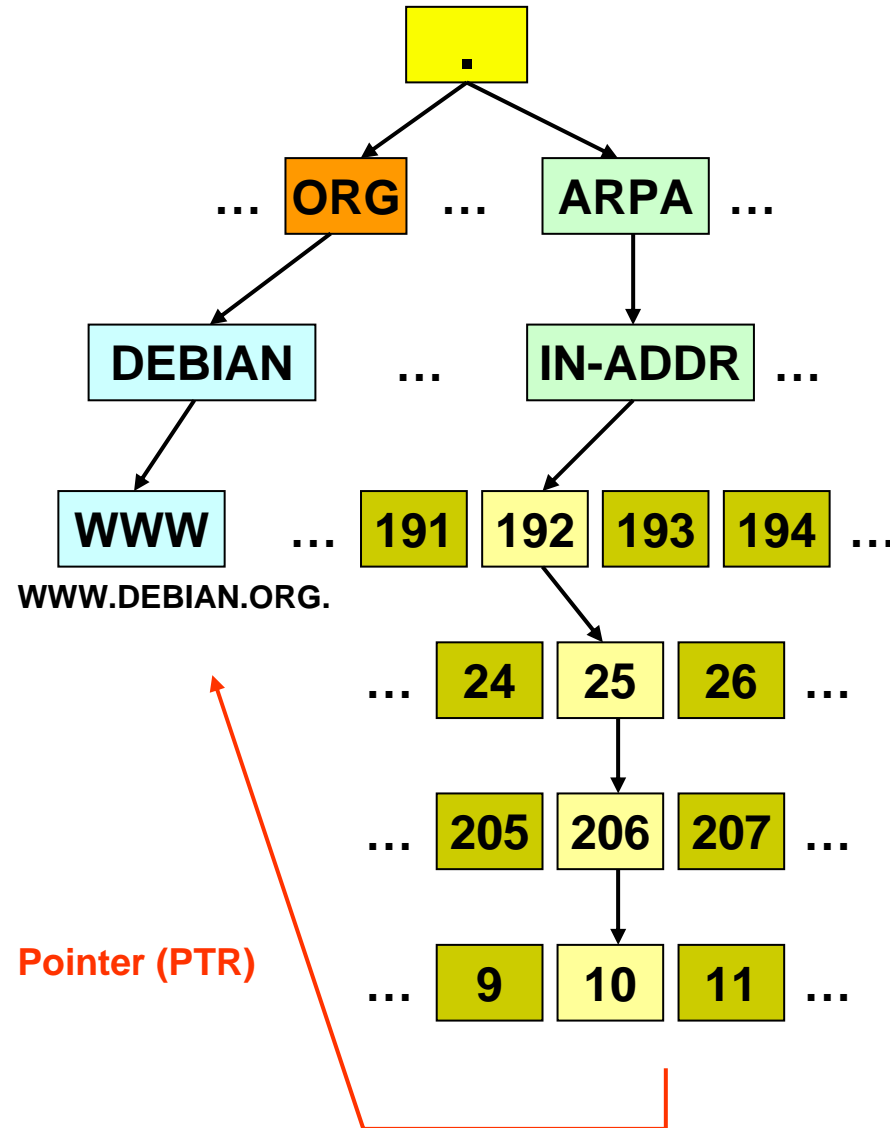 .
… ORG … ARPA …
DEBIAN … IN-ADDR …
WWW … 191 192 193 194 …
WWW.DEBIAN.ORG.
… 24 25 26 …
… 205 206 207 …
Pointer (PTR)
… 9 10 11 …